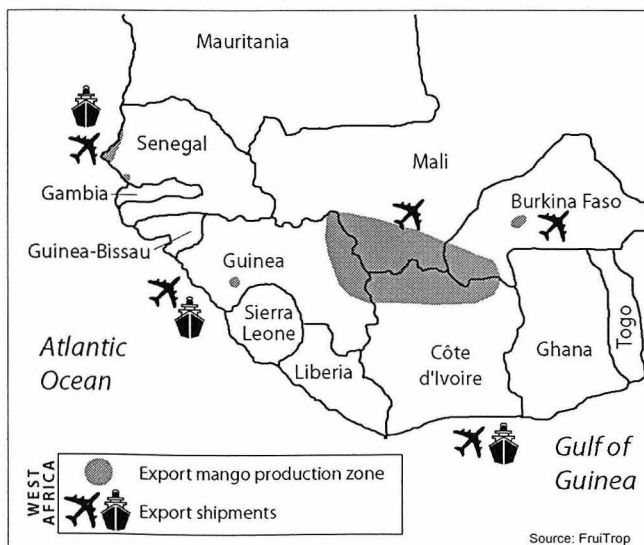 Mauritania
Senegal
Mali
Gambia
Burkina Faso
Guinea-Bissau
Guinea
Sierra
Leone
Atlantic
Ocean
Liberia
Côte
d'Ivoire
Ghana
Togo
Gulf of
Guinea
WEST
AFRICA
Export mango production zone
Export shipments
Source: FruiTrop